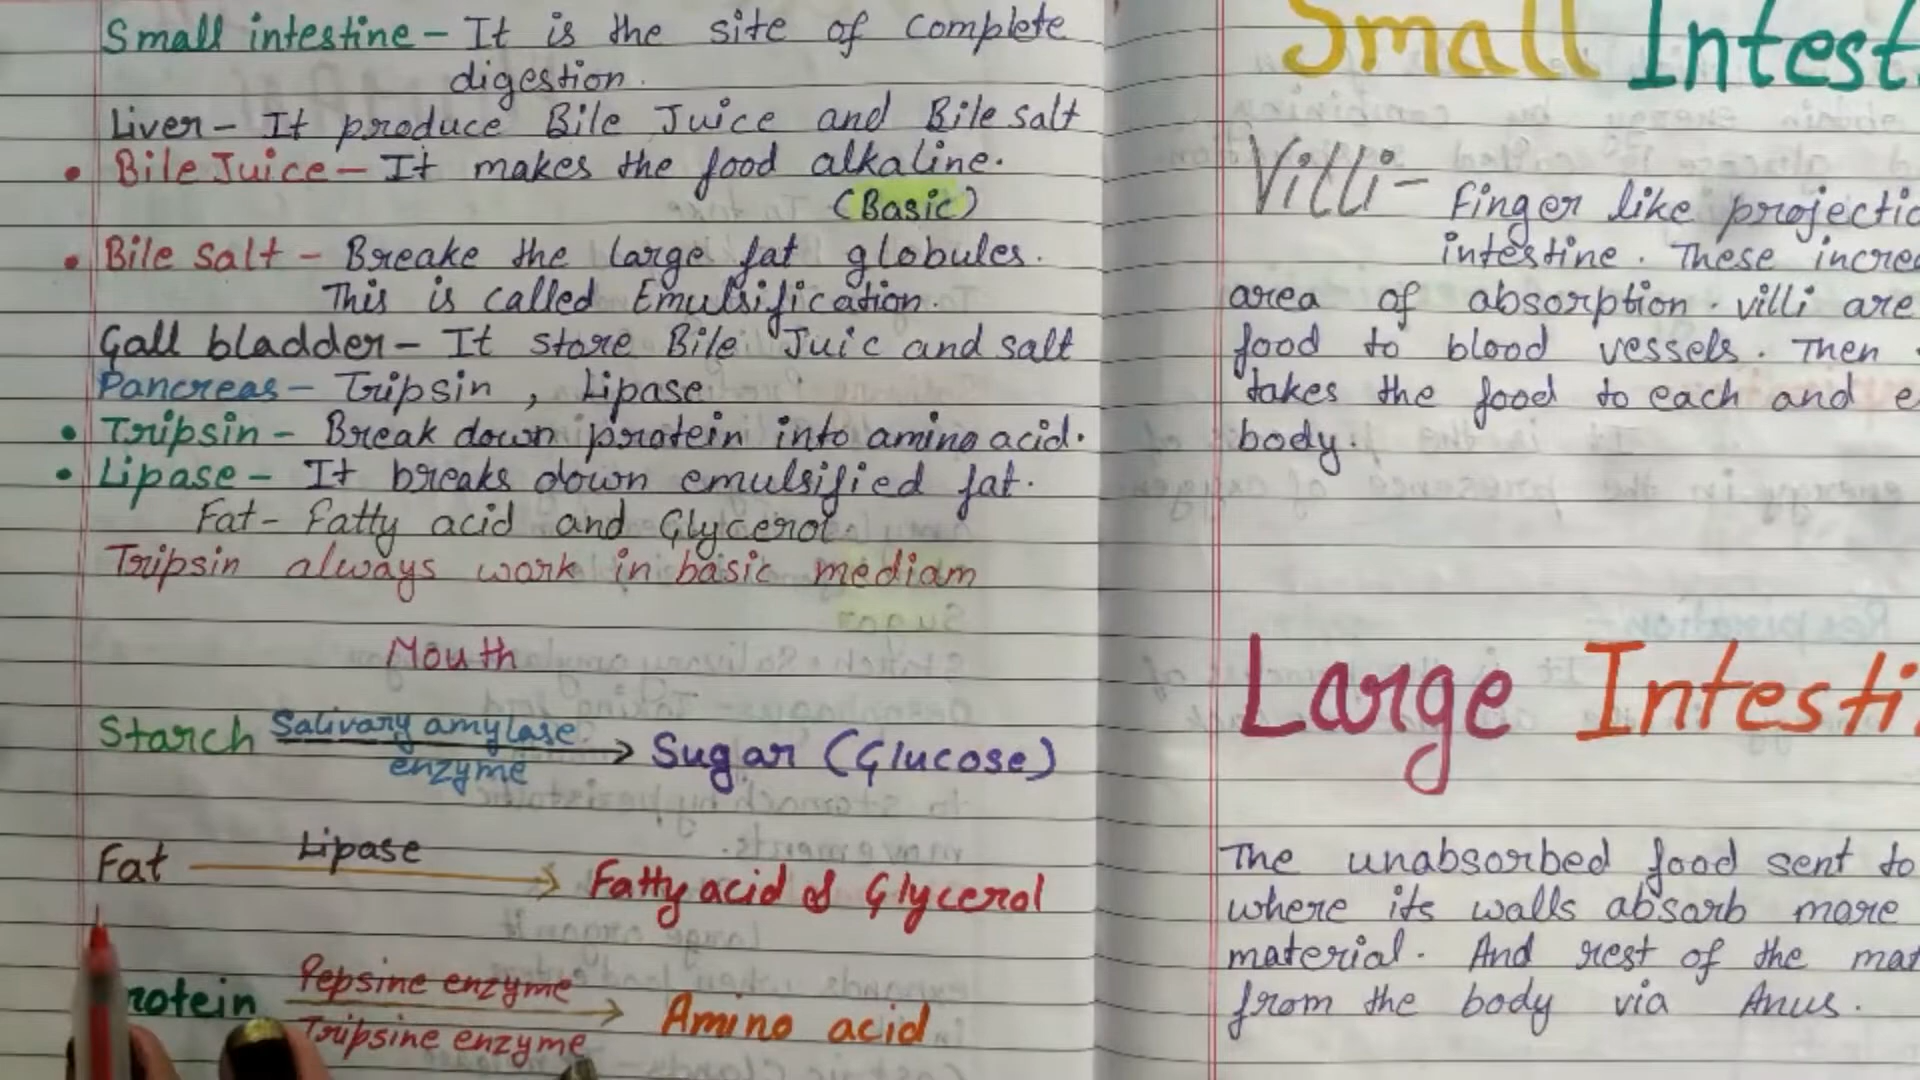 Small intestine - It is the site of complete
digestion.
Liver - It produce Bile Juice and Bile salt
• Bile Juice - It makes the food alkaline.
(Basic)
• Bile salt - Breake the large fat globules.
This is called Emulsification.
Gall bladder - It store Bile Juic and salt
Pancreas - Tripsin , Lipase
• Tripsin - Break down protein into amino acid.
• Lipase - It breaks down emulsified fat.
Fat - Fatty acid and Glycerol.
Tripsin always work in basic mediam
Mouth
Starch Salivary amylase → Sugar (Glucose)
enzyme
Fat Lipase → Fatty acid & Glycerol
Pepsine enzyme
rotein → Amino acid
Tripsine enzyme
Small Intest
Villi - Finger like projectio
intestine. These increa
area of absorption. villi are
food to blood vessels. Then
takes the food to each and e
body.
Large Intesti
The unabsorbed food sent to
where its walls absorb more
material. And rest of the mat
from the body via Anus.